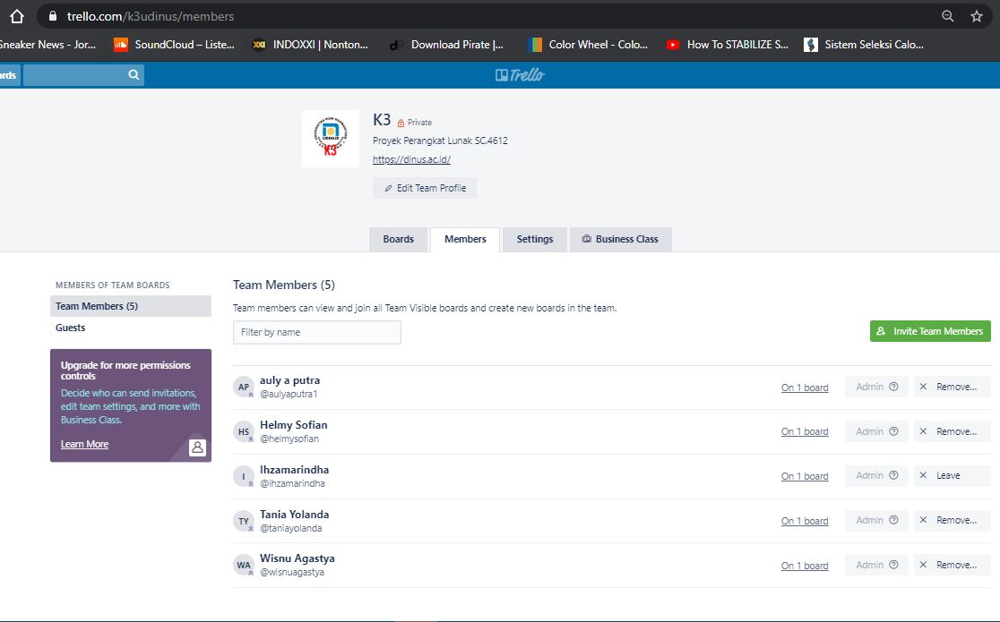 trello.com/k3udinus/members
Sneaker News - Jor...
SoundCloud – Liste...
INDOXXI | Nonton...
Download Pirate |...
Color Wheel - Colo...
How To STABILIZE S...
Sistem Seleksi Calo...
ards
Trello
UDINUS
K3
K3 Private
Proyek Perangkat Lunak SC.4612
https://dinus.ac.id/
Edit Team Profile
Boards
Members
Settings
Business Class
MEMBERS OF TEAM BOARDS
Team Members (5)
Guests
Upgrade for more permissions
controls
Decide who can send invitations,
edit team settings, and more with
Business Class.
Learn More
Team Members (5)
Team members can view and join all Team Visible boards and create new boards in the team.
Filter by name
Invite Team Members
AP
auly a putra
@aulyaputra1
On 1 board
Admin
Remove...
HS
Helmy Sofian
@helmysofian
On 1 board
Admin
Remove...
I
Ihzamarindha
@ihzamarindha
On 1 board
Admin
Leave
TY
Tania Yolanda
@taniayolanda
On 1 board
Admin
Remove...
WA
Wisnu Agastya
@wisnuagastya
On 1 board
Admin
Remove...